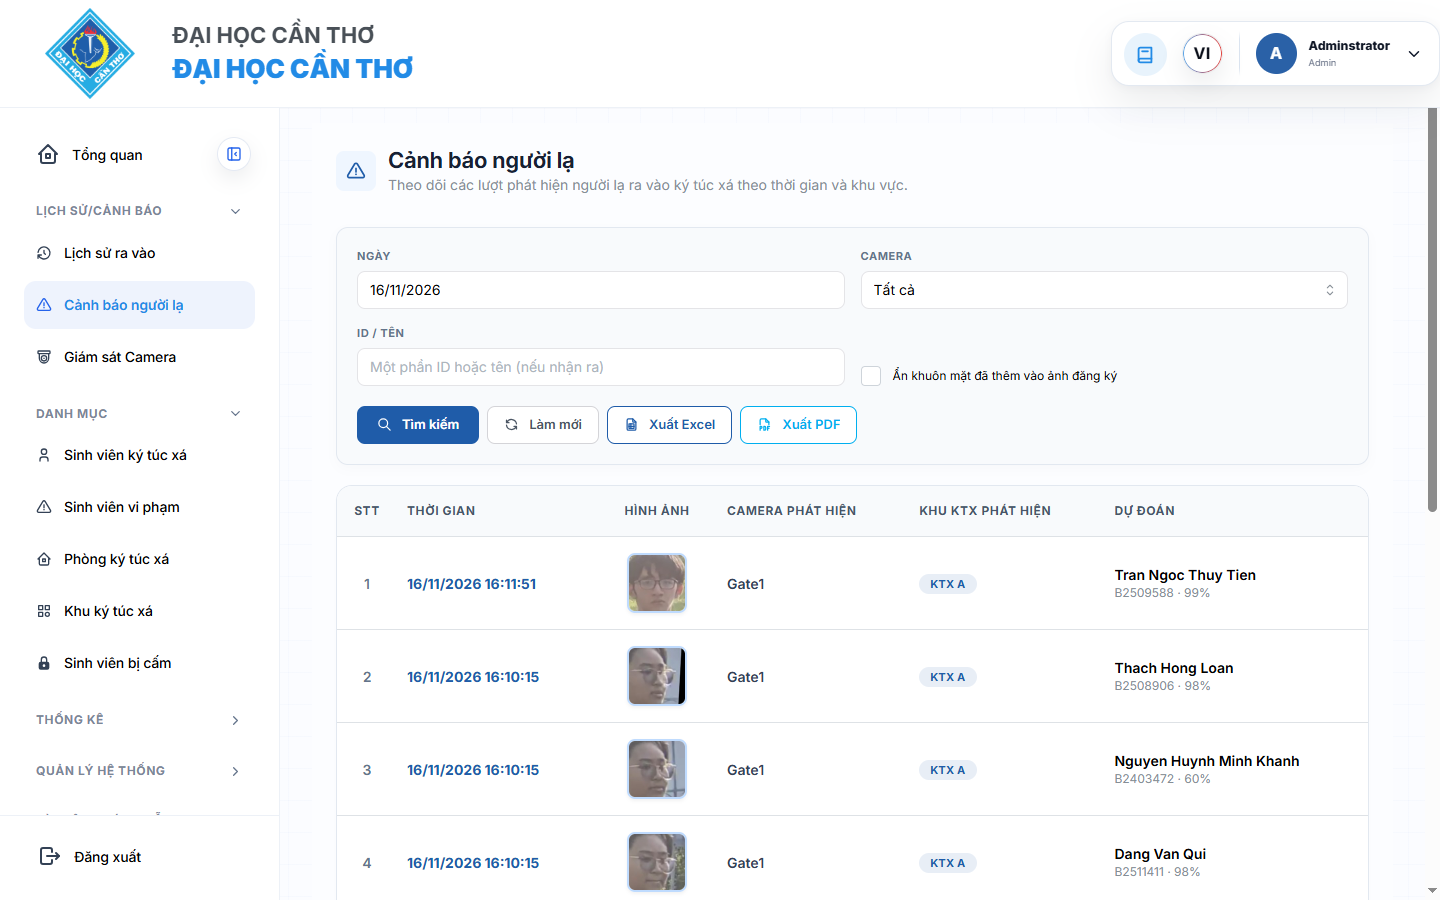 ĐẠI HỌC CẦN THƠ
ĐẠI HỌC CẦN THƠ
ĐẠI HỌC CẦN THƠ
VI
A
Adminstrator
Admin
Tổng quan
LỊCH SỬ/CẢNH BÁO
Lịch sử ra vào
Cảnh báo người lạ
Giám sát Camera
DANH MỤC
Sinh viên ký túc xá
Sinh viên vi phạm
Phòng ký túc xá
Khu ký túc xá
Sinh viên bị cấm
THỐNG KÊ
QUẢN LÝ HỆ THỐNG
Đăng xuất
Cảnh báo người lạ
Theo dõi các lượt phát hiện người lạ ra vào ký túc xá theo thời gian và khu vực.
NGÀY
CAMERA
16/11/2026
Tất cả
ID / TÊN
Một phần ID hoặc tên (nếu nhận ra)
Ẩn khuôn mặt đã thêm vào ảnh đăng ký
Tìm kiếm
Làm mới
Xuất Excel
Xuất PDF
STT THỜI GIAN HÌNH ẢNH CAMERA PHÁT HIỆN KHU KTX PHÁT HIỆN DỰ ĐOÁN
1 16/11/2026 16:11:51 Gate1 KTX A Tran Ngoc Thuy Tien
B2509588 · 99%
2 16/11/2026 16:10:15 Gate1 KTX A Thach Hong Loan
B2508906 · 98%
3 16/11/2026 16:10:15 Gate1 KTX A Nguyen Huynh Minh Khanh
B2403472 · 60%
4 16/11/2026 16:10:15 Gate1 KTX A Dang Van Qui
B2511411 · 98%